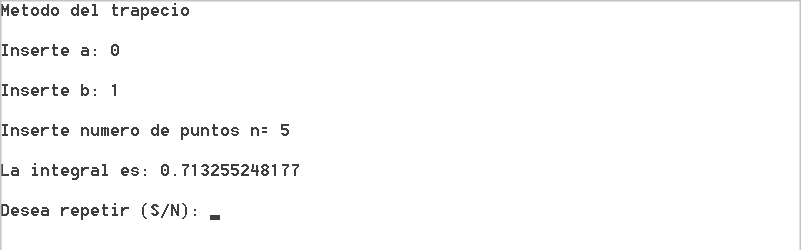 Metodo del trapecio
Inserte a: 0
Inserte b: 1
Inserte numero de puntos n= 5
La integral es: 0.713255248177
Desea repetir (S/N): _